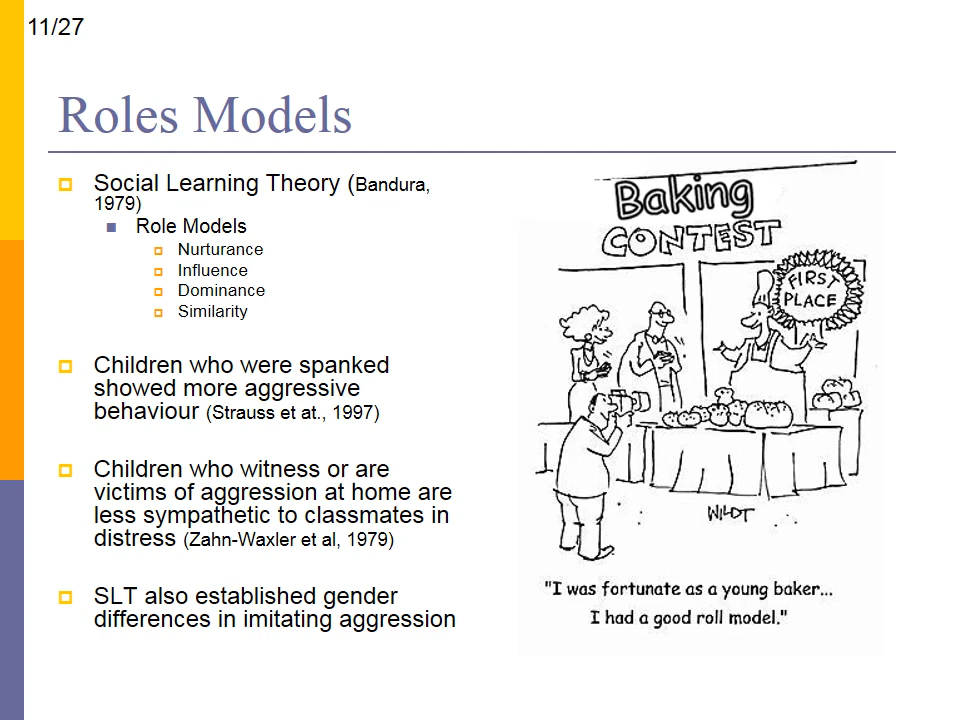 11/27
Roles Models
Social Learning Theory (Bandura,
1979)
Role Models
Nurturance
Influence
Dominance
Similarity
Children who were spanked
showed more aggressive
behaviour (Strauss et at., 1997)
Children who witness or are
victims of aggression at home are
less sympathetic to classmates in
distress (Zahn-Waxler et al, 1979)
SLT also established gender
differences in imitating aggression
Baking
CONTEST
FIRST
PLACE
WILDT
"I was fortunate as a young baker...
I had a good roll model."